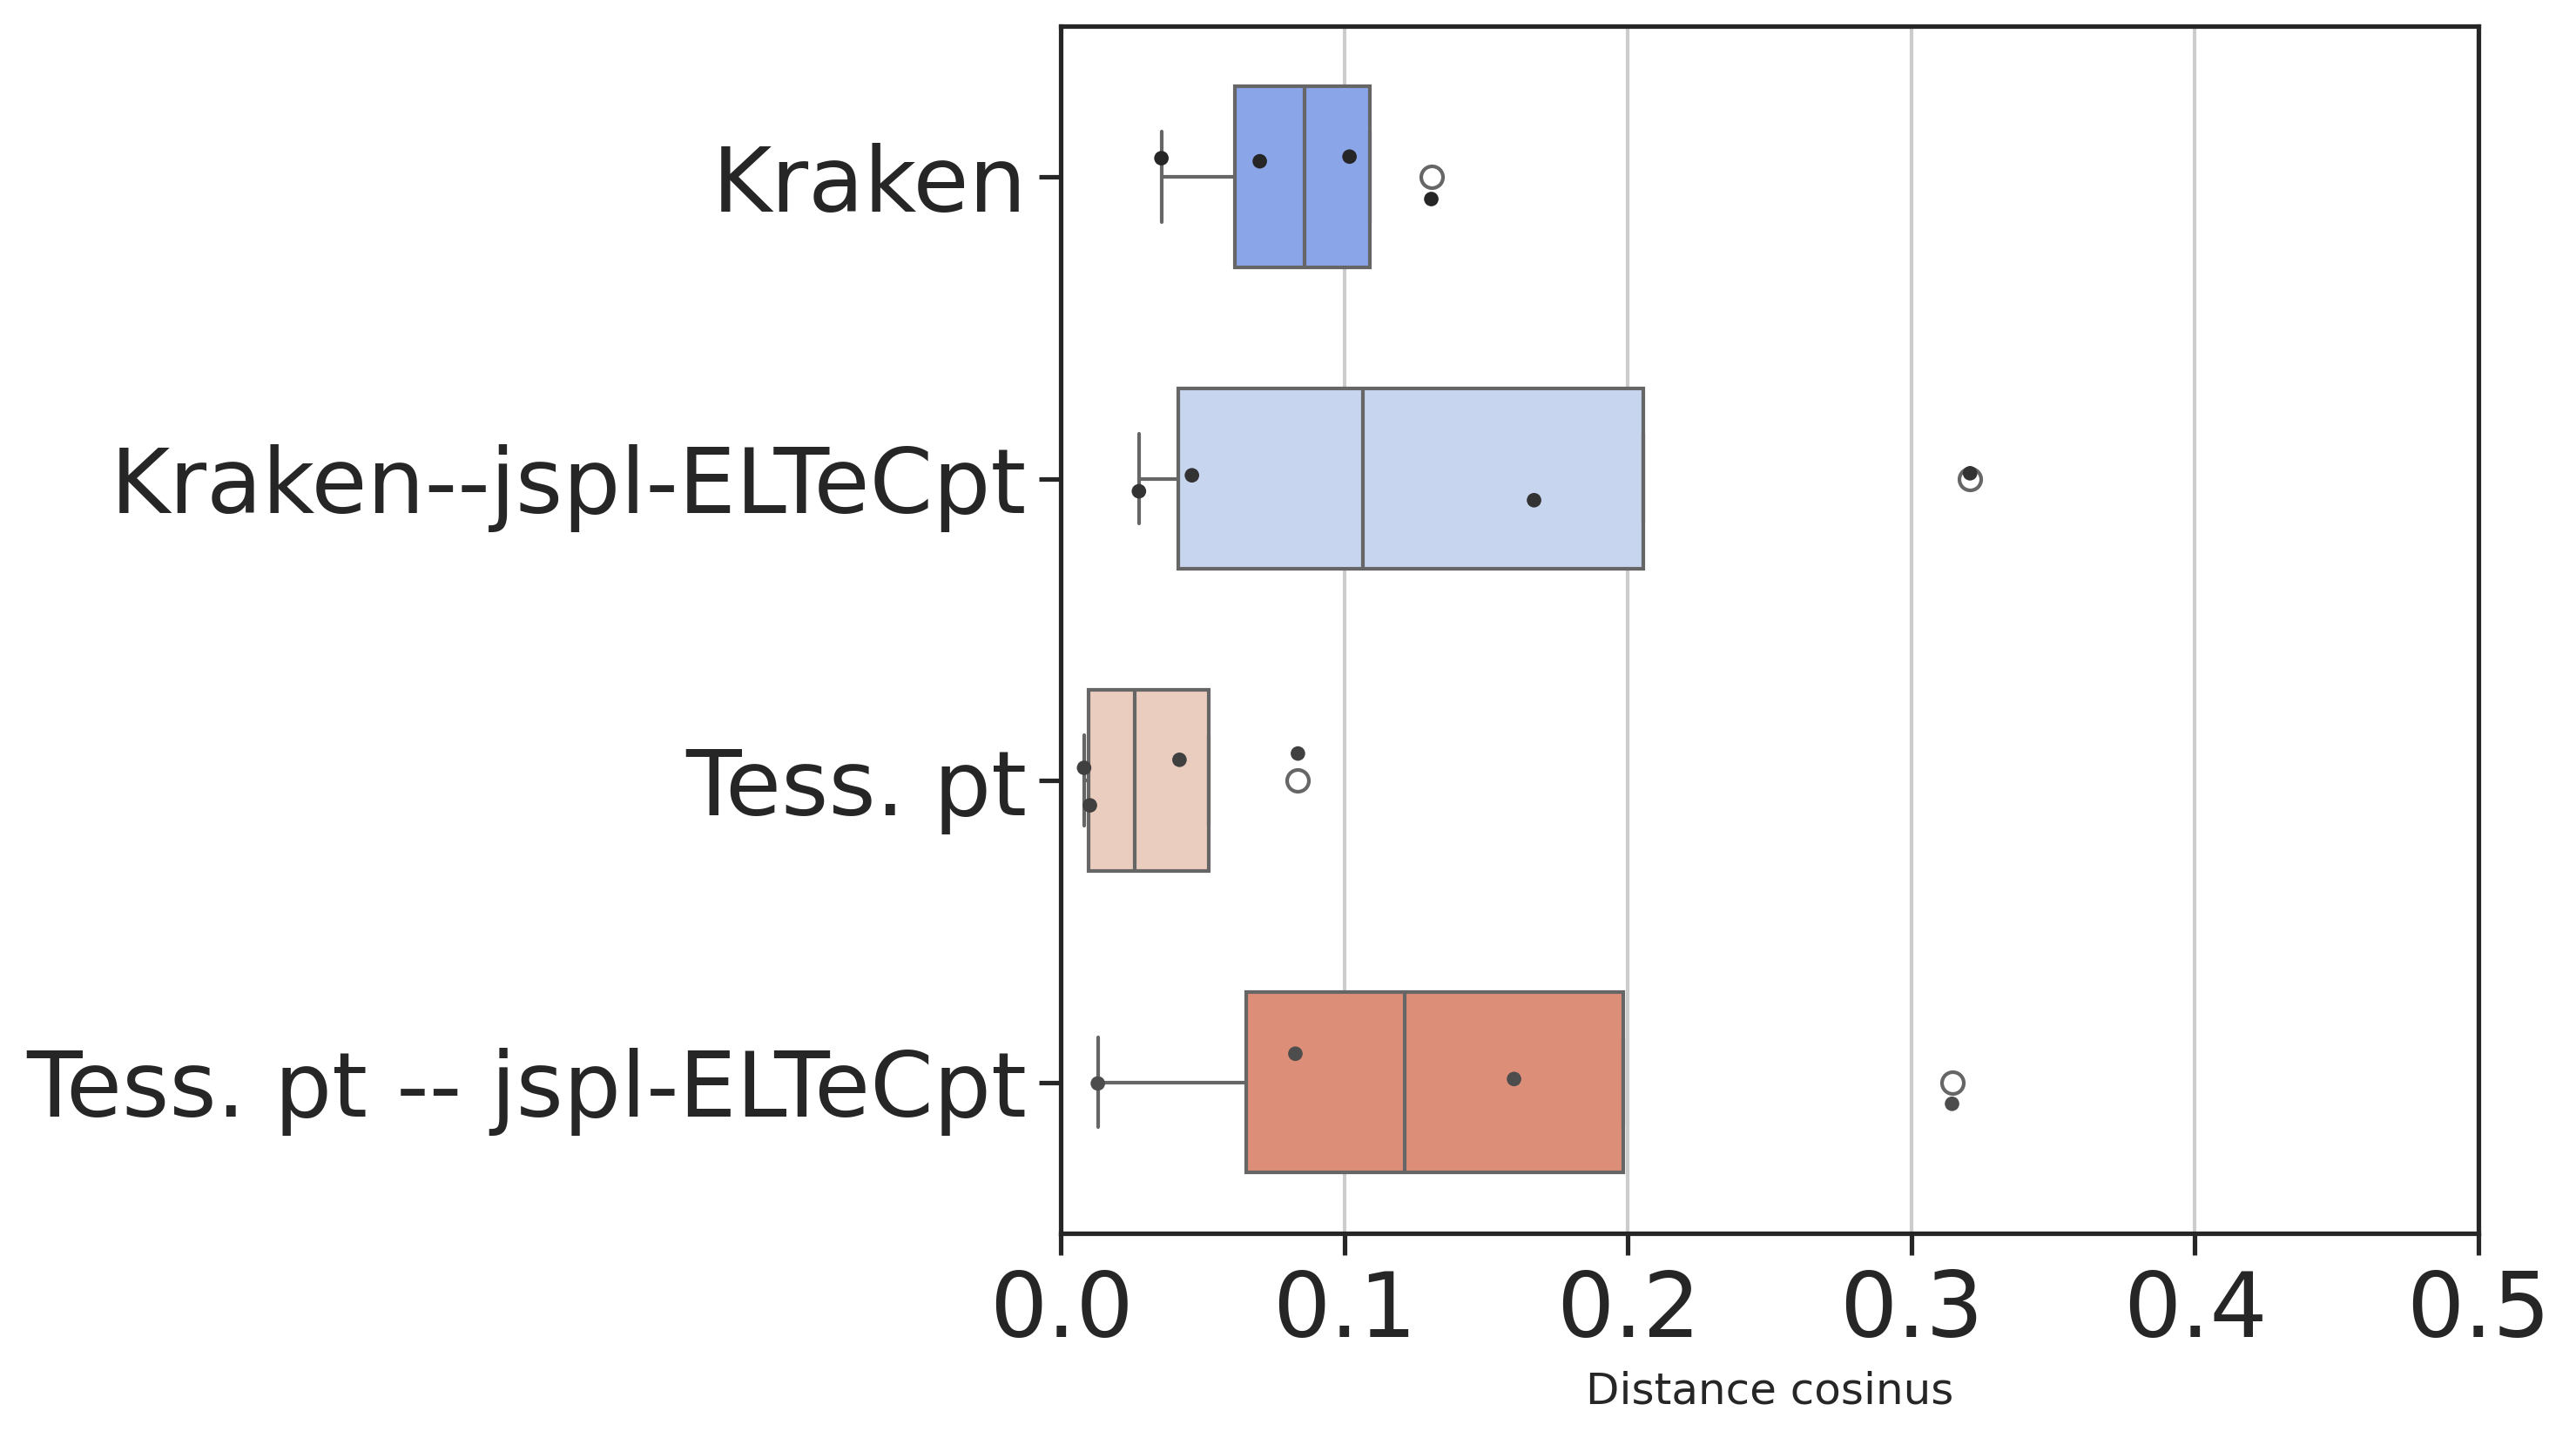 Kraken
Kraken--jspl-ELTeCpt
Tess. pt
Tess. pt -- jspl-ELTeCpt
0.0 0.1 0.2 0.3 0.4 0.5
Distance cosinus